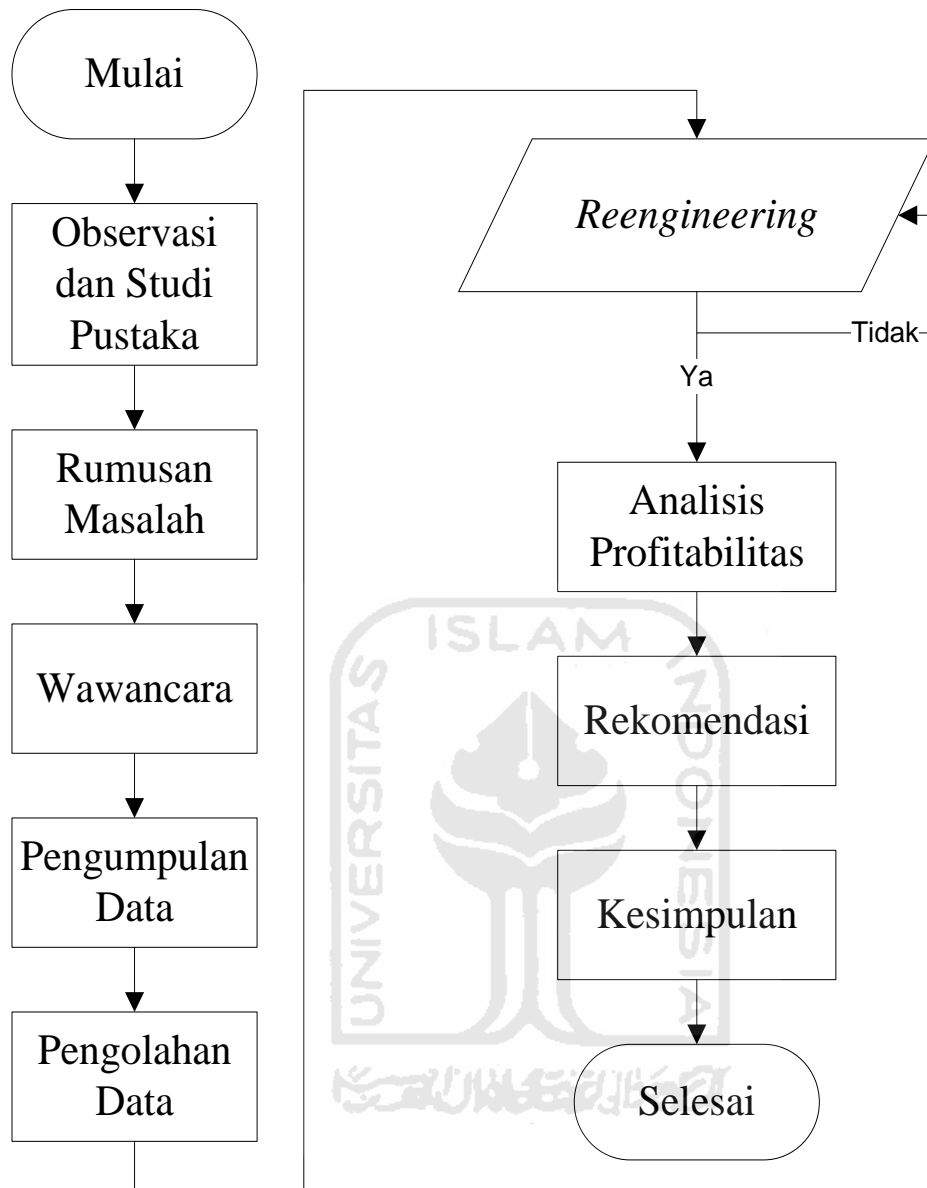 Mulai
Observasi
dan Studi
Pustaka
Rumusan
Masalah
Wawancara
Pengumpulan
Data
Pengolahan
Data
Reengineering
Tidak
Ya
Analisis
Profitabilitas
Rekomendasi
Kesimpulan
Selesai
UNIVERSITAS
ISLAM
INDONESIA